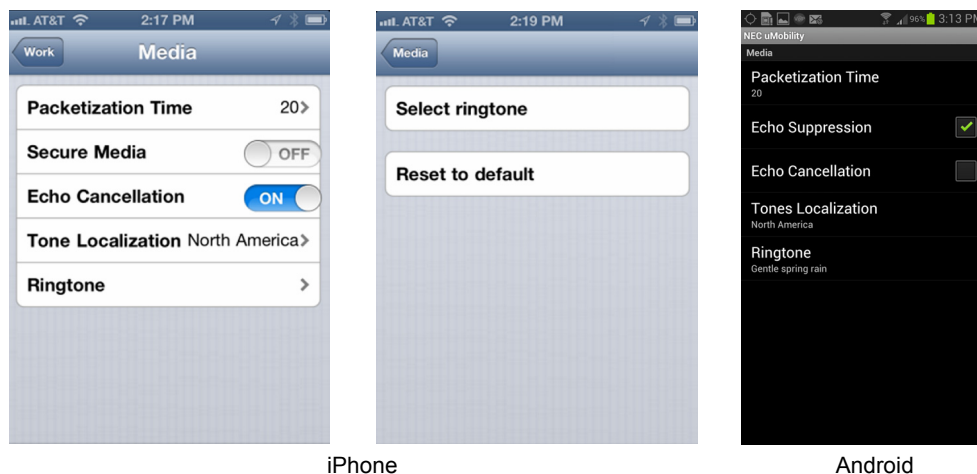 AT&T 2:17 PM
Work Media
Packetization Time 20
Secure Media OFF
Echo Cancellation ON
Tone Localization North America
Ringtone
AT&T 2:19 PM
Media
Select ringtone
Reset to default
96% 3:13 PM
NEC uMobility
Media
Packetization Time
20
Echo Suppression
Echo Cancellation
Tones Localization
North America
Ringtone
Gentle spring rain
iPhone
Android